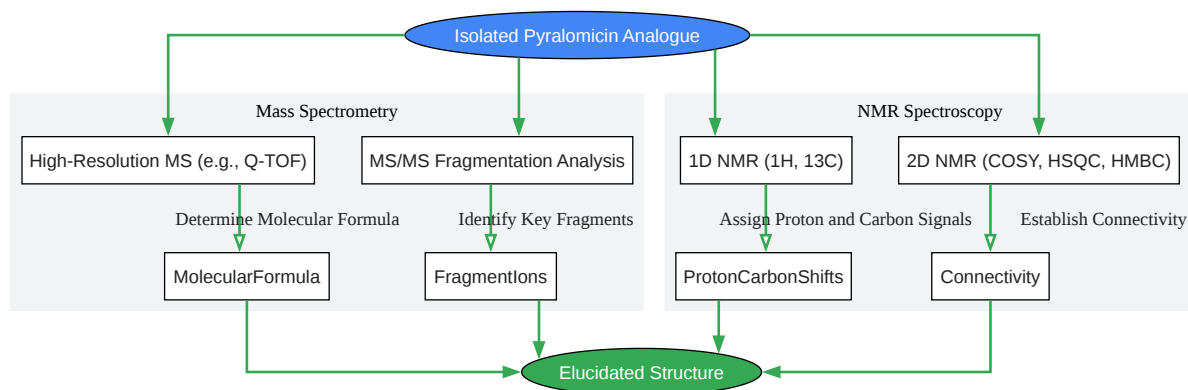 Isolated Pyralomicin Analogue
Mass Spectrometry
NMR Spectroscopy
High-Resolution MS (e.g., Q-TOF)
MS/MS Fragmentation Analysis
1D NMR (1H, 13C)
2D NMR (COSY, HSQC, HMBC)
Determine Molecular Formula
Identify Key Fragments
Assign Proton and Carbon Signals
Establish Connectivity
MolecularFormula
FragmentIons
ProtonCarbonShifts
Connectivity
Elucidated Structure